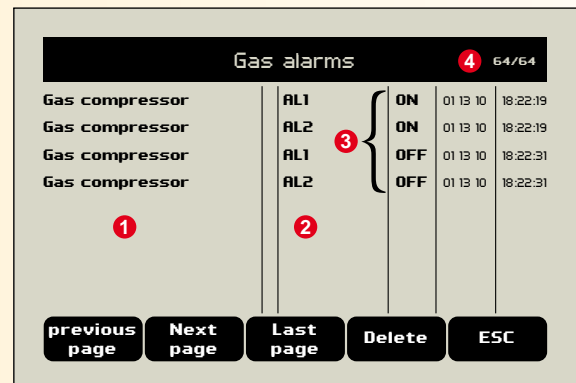 Gas alarms 4 64/64
Gas compressor AL1 ON 01 13 10 18:22:19
Gas compressor AL2 ON 01 13 10 18:22:19
3
Gas compressor AL1 OFF 01 13 10 18:22:31
Gas compressor AL2 OFF 01 13 10 18:22:31
1 2
previous page
Next page
Last page
Delete
ESC